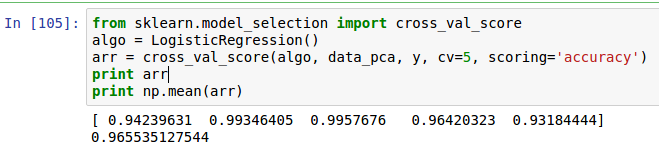 In [105]: from sklearn.model_selection import cross_val_score
algo = LogisticRegression()
arr = cross_val_score(algo, data_pca, y, cv=5, scoring='accuracy')
print arr
print np.mean(arr)
[ 0.94239631  0.99346405  0.9957676   0.96420323  0.93184444]
0.965535127544